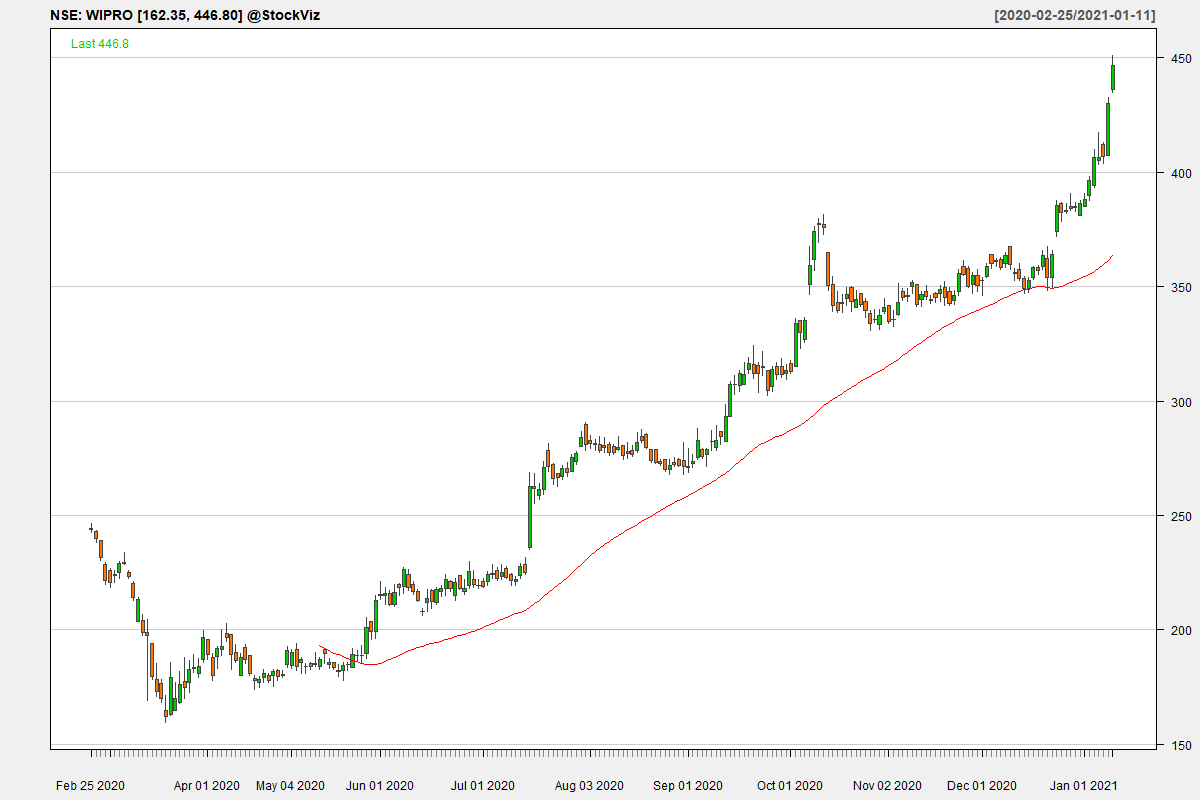 NSE: WIPRO [162.35, 446.80] @StockViz [2020-02-25/2021-01-11]
Last 446.8
450
400
350
300
250
200
150
Feb 25 2020 Apr 01 2020 May 04 2020 Jun 01 2020 Jul 01 2020 Aug 03 2020 Sep 01 2020 Oct 01 2020 Nov 02 2020 Dec 01 2020 Jan 01 2021